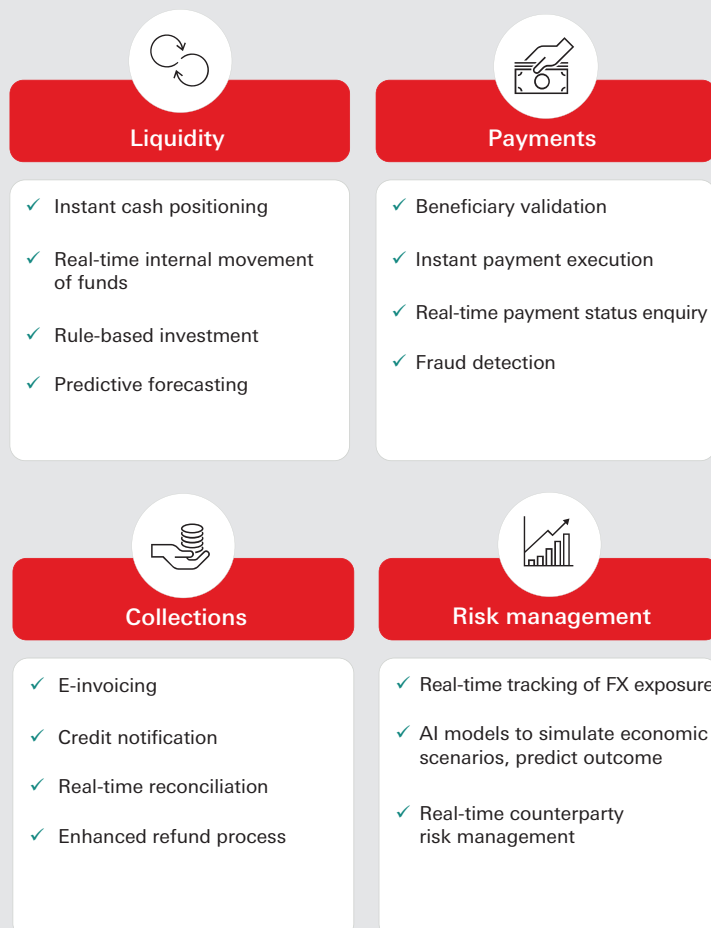 Liquidity
Instant cash positioning
Real-time internal movement
of funds
Rule-based investment
Predictive forecasting
Payments
Beneficiary validation
Instant payment execution
Real-time payment status enquiry
Fraud detection
Collections
E-invoicing
Credit notification
Real-time reconciliation
Enhanced refund process
Risk management
Real-time tracking of FX exposure
AI models to simulate economic
scenarios, predict outcome
Real-time counterparty
risk management